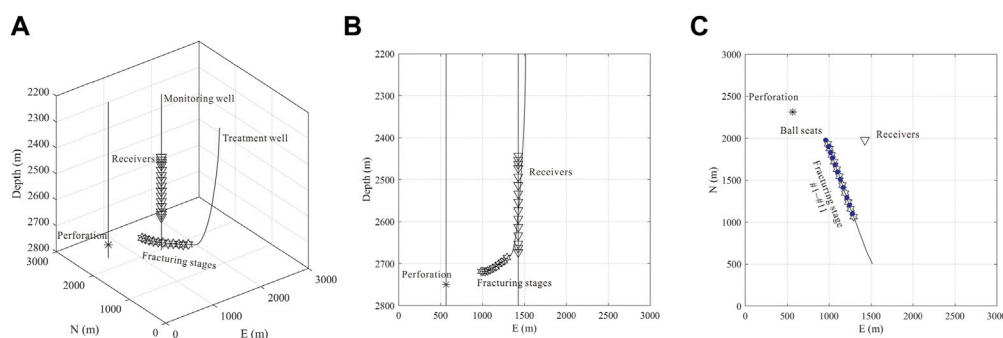 A
2200
2300
2400
2500
2600
2700
2800
3000
2000
1000
0
0
1000
2000
3000
Depth (m)
N (m)
E (m)
Monitoring well
Treatment well
Receivers
Perforation
Fracturing stages
B
2200
2300
2400
2500
2600
2700
2800
0
500
1000
1500
2000
2500
3000
Depth (m)
E (m)
Receivers
Perforation
Fracturing stages
C
3000
2500
2000
1500
1000
500
0
0
500
1000
1500
2000
2500
3000
N (m)
E (m)
Perforation
Ball seats
Receivers
Fracturing stage
#1–#11